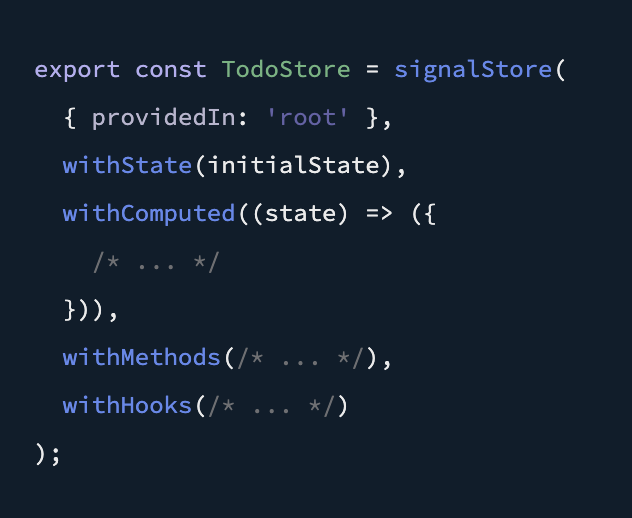 export const TodoStore = signalStore(
  { providedIn: 'root' },
  withState(initialState),
  withComputed((state) => ({
    /* ... */
  })),
  withMethods(/* ... */),
  withHooks(/* ... */)
);